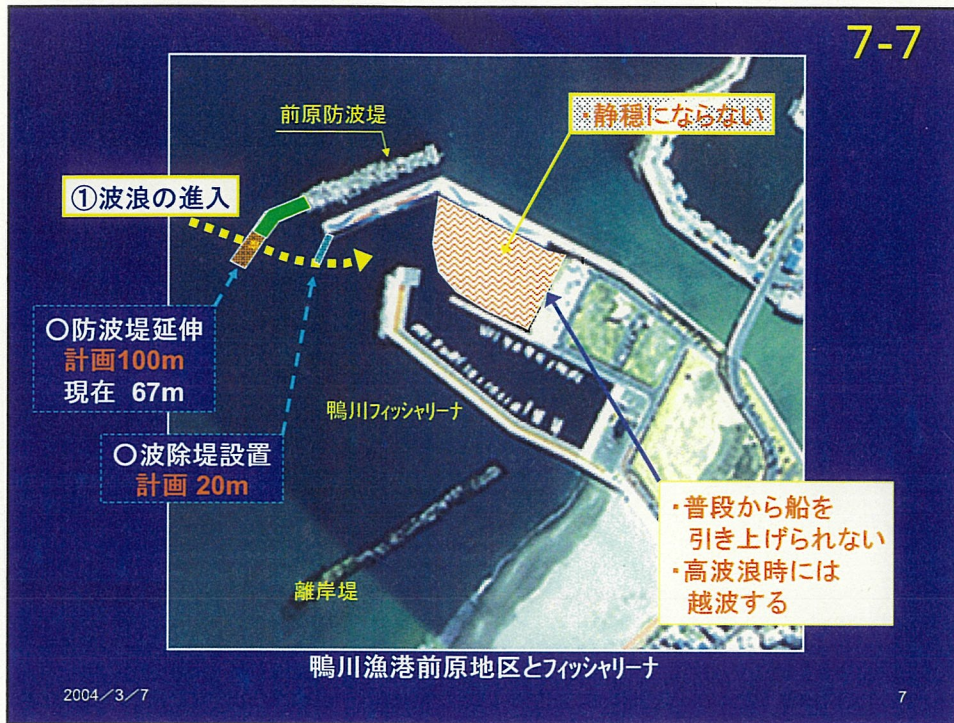 7-7
前原防波堤
・静穏にならない
①波浪の進入
〇防波堤延伸
計画100m
現在 67m
鴨川フィッシャリーナ
〇波除堤設置
計画 20m
・普段から船を
引き上げられない
・高波浪時には
越波する
離岸堤
鴨川漁港前原地区とフィッシャリーナ
2004/3/7
7